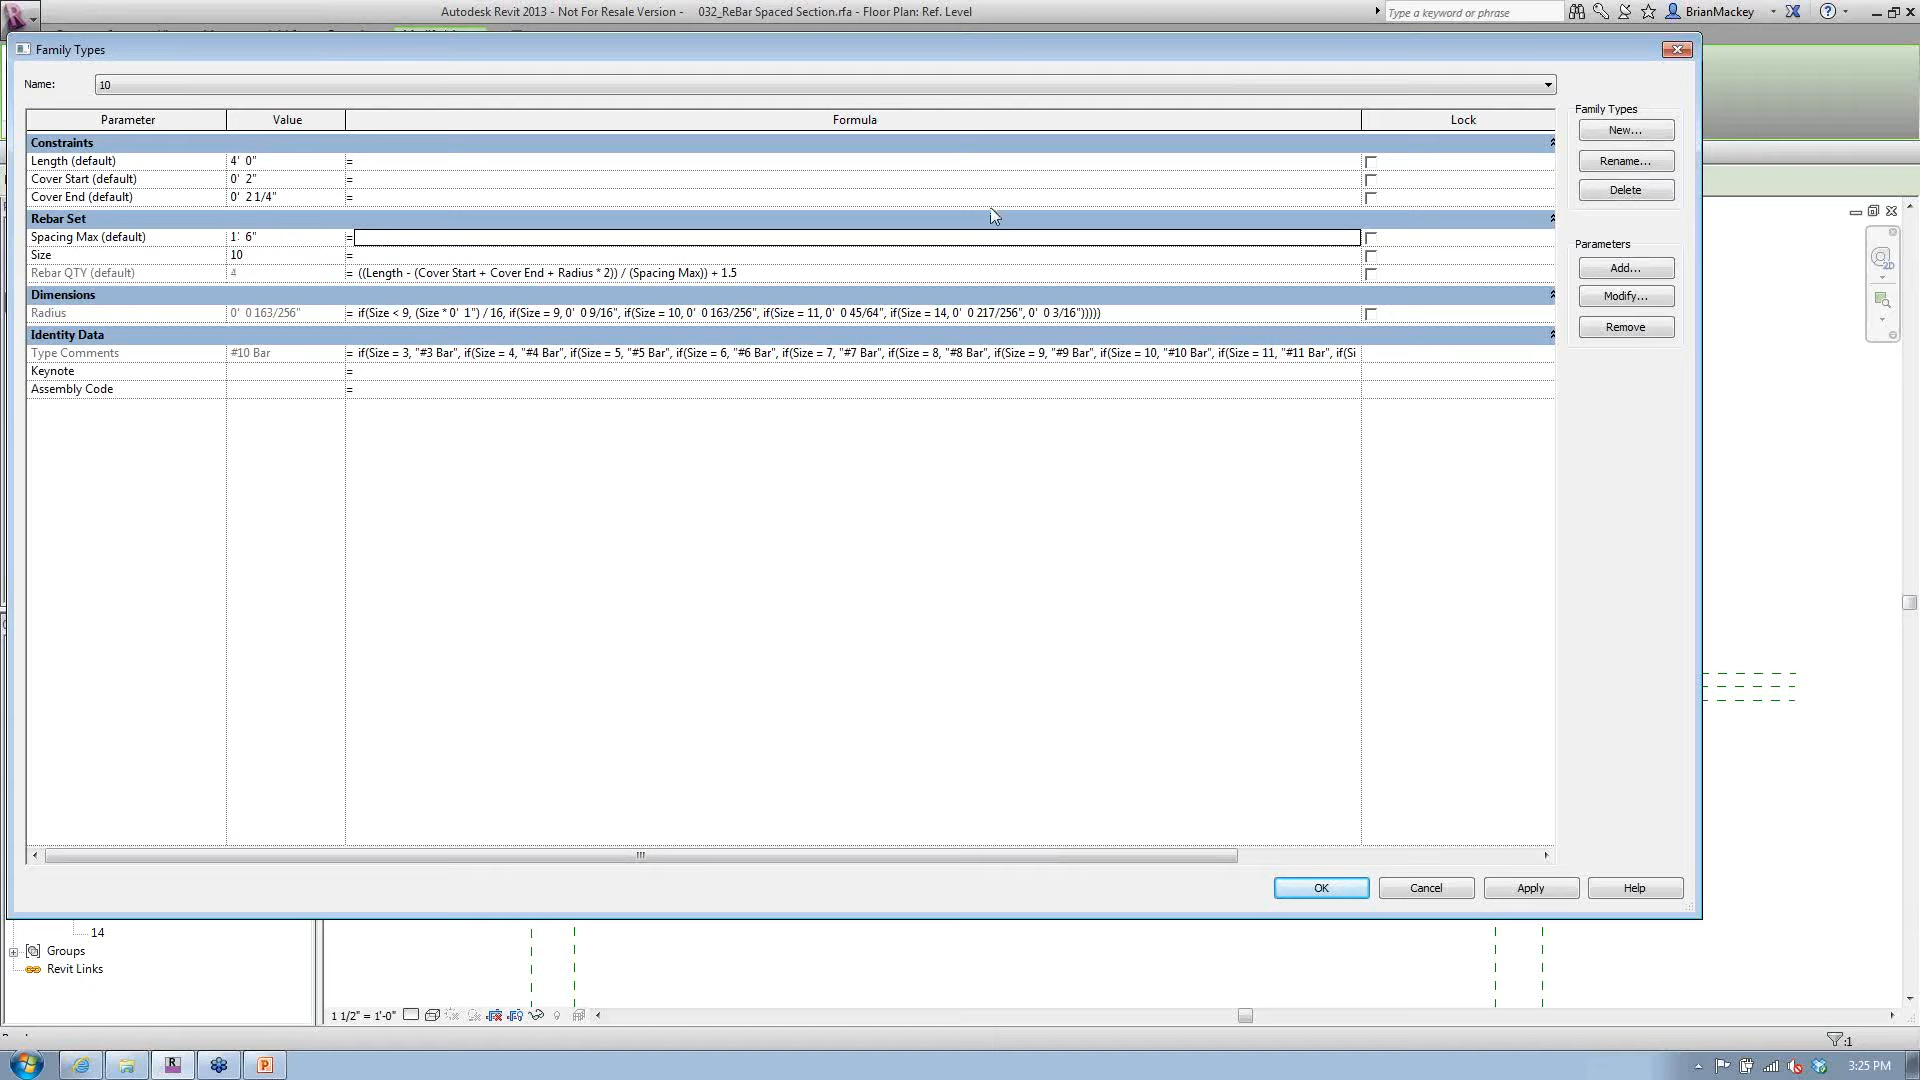 Autodesk Revit 2013 - Not For Resale Version - 032_ReBar Spaced Section.rfa - Floor Plan: Ref. Level
Type a keyword or phrase
BrianMackey
Family Types
Name:
10
Parameter Value Formula Lock
Constraints
Length (default) 4' 0" =
Cover Start (default) 0' 2" =
Cover End (default) 0' 2 1/4" =
Rebar Set
Spacing Max (default) 1' 6" =
Size 10 =
Rebar QTY (default) 4 = ((Length - (Cover Start + Cover End + Radius * 2)) / (Spacing Max)) + 1.5
Dimensions
Radius 0' 0 163/256" = if(Size < 9, (Size * 0' 1") / 16, if(Size = 9, 0' 0 9/16", if(Size = 10, 0' 0 163/256", if(Size = 11, 0' 0 45/64", if(Size = 14, 0' 0 217/256", 0' 0 3/16")))))
Identity Data
Type Comments #10 Bar = if(Size = 3, "#3 Bar", if(Size = 4, "#4 Bar", if(Size = 5, "#5 Bar", if(Size = 6, "#6 Bar", if(Size = 7, "#7 Bar", if(Size = 8, "#8 Bar", if(Size = 9, "#9 Bar", if(Size = 10, "#10 Bar", if(Size = 11, "#11 Bar", if(Si
Keynote =
Assembly Code =
Family Types
New...
Rename...
Delete
Parameters
Add...
Modify...
Remove
OK Cancel Apply Help
14
Groups
Revit Links
1 1/2" = 1'-0"
:1
3:25 PM